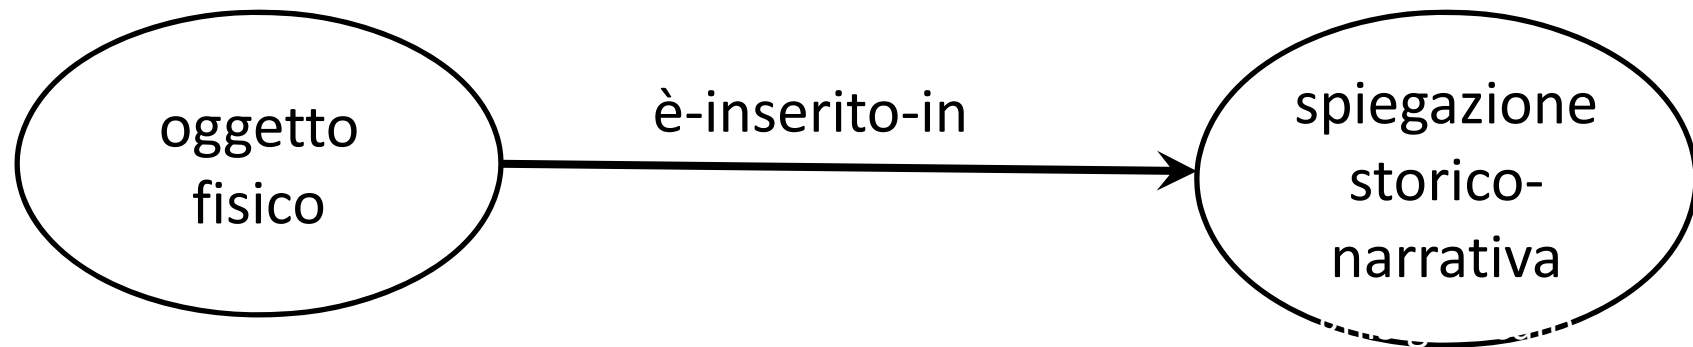 oggetto
fisico
è-inserito-in
spiegazione
storico-
narrativa